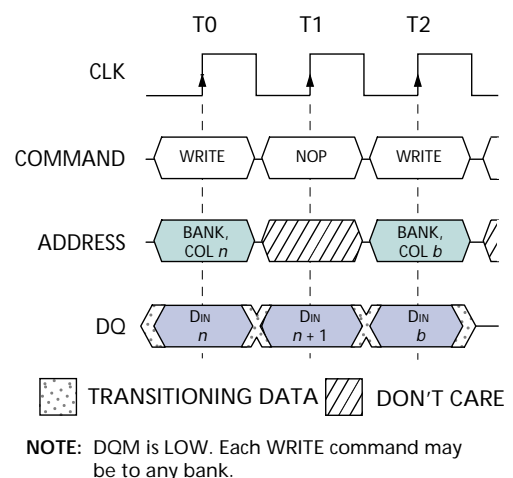 T0 T1 T2
CLK
COMMAND WRITE NOP WRITE
ADDRESS BANK, COL n BANK, COL b
DQ DIN n DIN n + 1 DIN b
TRANSITIONING DATA DON'T CARE
NOTE: DQM is LOW. Each WRITE command may
be to any bank.